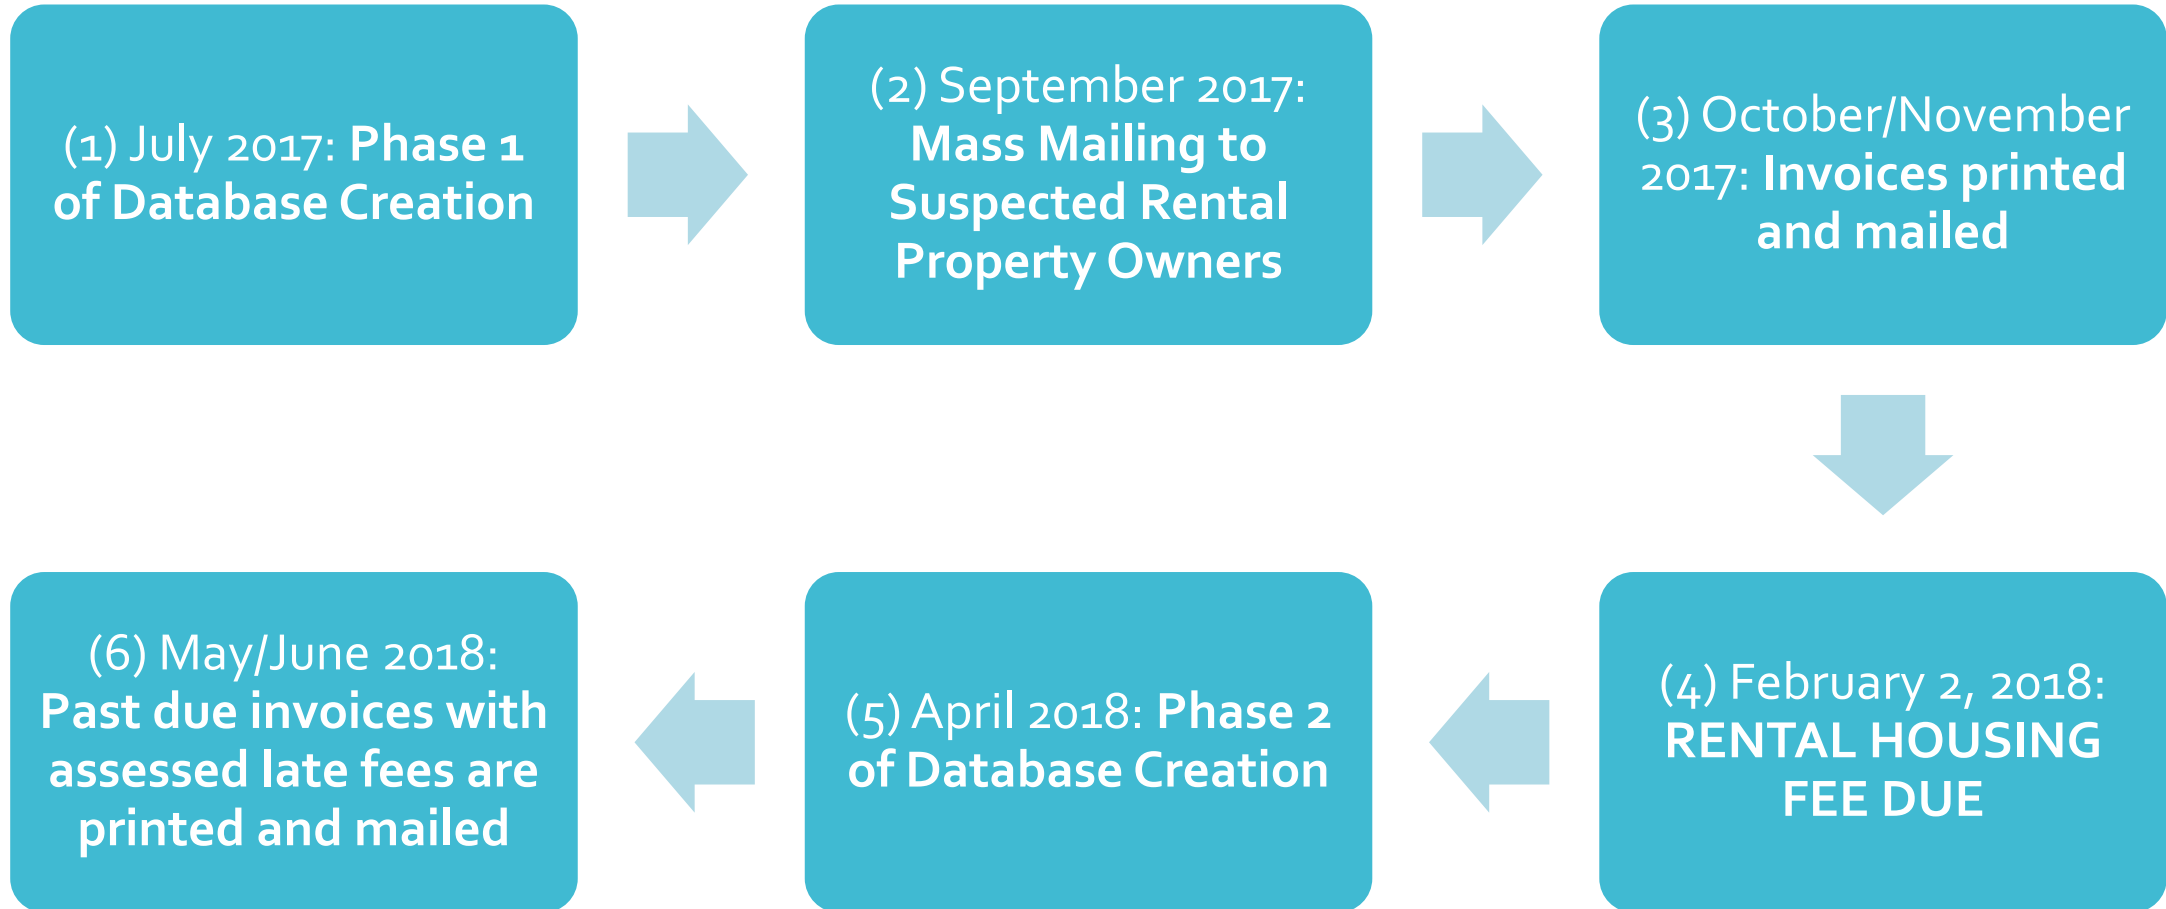 (1) July 2017: Phase 1
of Database Creation
(2) September 2017:
Mass Mailing to
Suspected Rental
Property Owners
(3) October/November
2017: Invoices printed
and mailed
(4) February 2, 2018:
RENTAL HOUSING
FEE DUE
(5) April 2018: Phase 2
of Database Creation
(6) May/June 2018:
Past due invoices with
assessed late fees are
printed and mailed